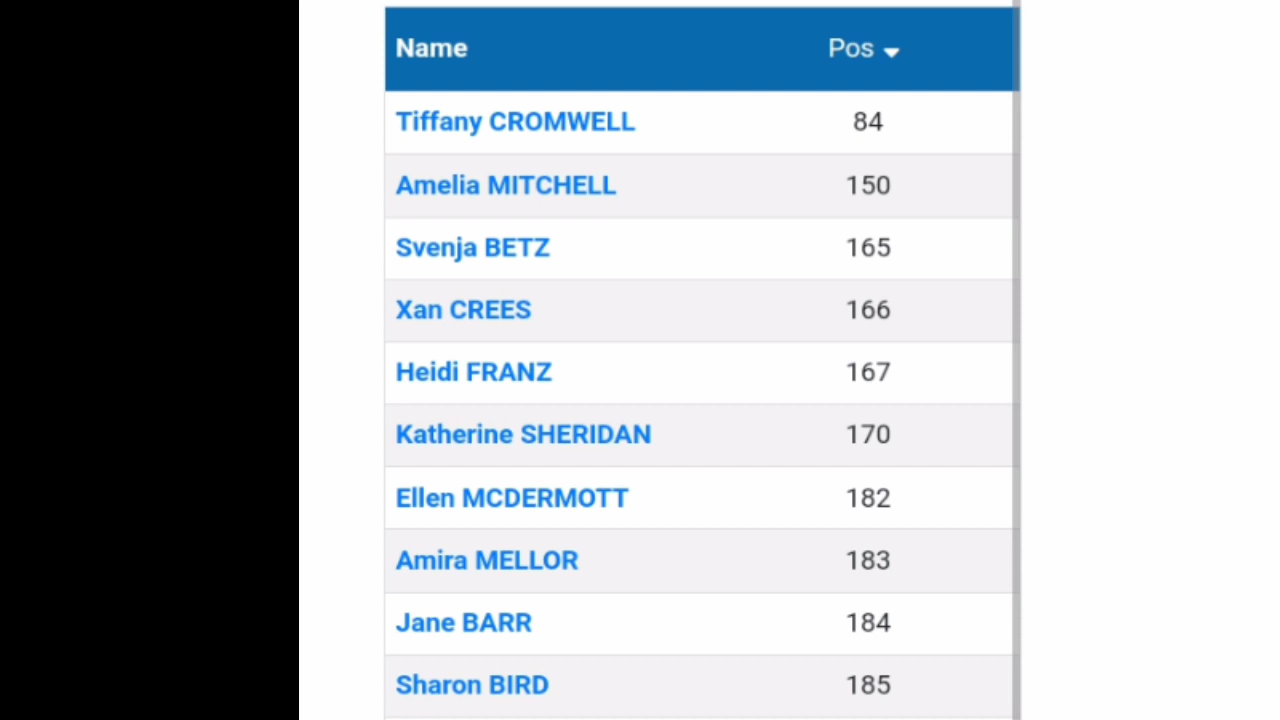 Name Pos
Tiffany CROMWELL 84
Amelia MITCHELL 150
Svenja BETZ 165
Xan CREES 166
Heidi FRANZ 167
Katherine SHERIDAN 170
Ellen MCDERMOTT 182
Amira MELLOR 183
Jane BARR 184
Sharon BIRD 185